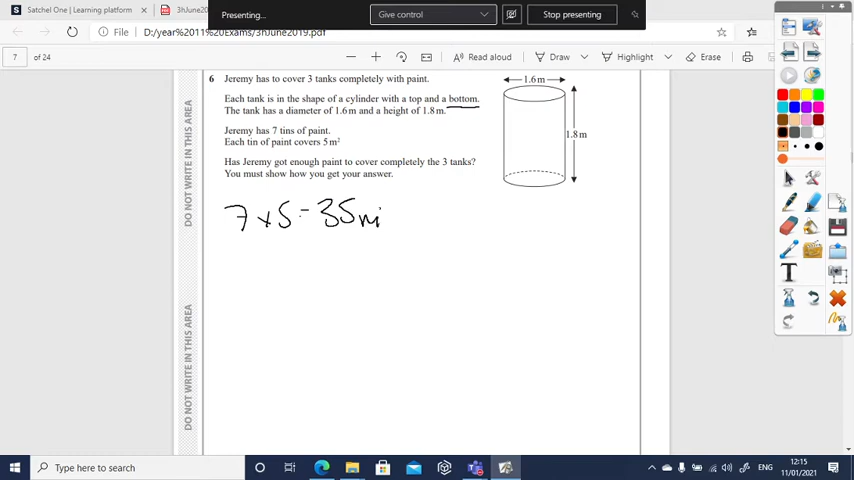 Presenting...
Give control
Stop presenting
Satchel One | Learning platform
3hJune20
File
D:/year%2011%20Exams/3hJune2019.pdf
7 of 24
Read aloud
Draw
Highlight
Erase
6 Jeremy has to cover 3 tanks completely with paint.
Each tank is in the shape of a cylinder with a top and a bottom.
The tank has a diameter of 1.6 m and a height of 1.8 m.
Jeremy has 7 tins of paint.
Each tin of paint covers 5 m²
Has Jeremy got enough paint to cover completely the 3 tanks?
You must show how you get your answer.
1.6 m
1.8 m
7 x 5 = 35m
DO NOT WRITE IN THIS AREA
DO NOT WRITE IN THIS AREA
T
Type here to search
ENG
12:15
11/01/2021